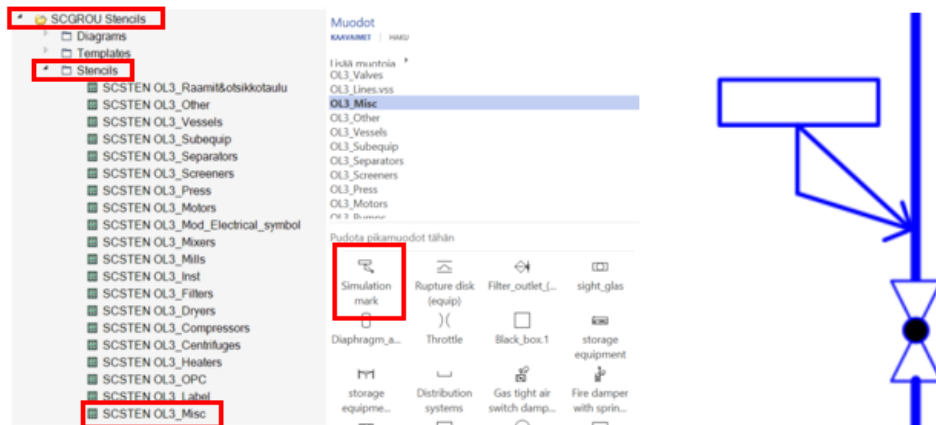 SCGROU Stencils
Diagrams
Templates
Stencils
SCSTEN OL3_Raamit&otsikkotaulu
SCSTEN OL3_Other
SCSTEN OL3_Vessels
SCSTEN OL3_Subequip
SCSTEN OL3_Separators
SCSTEN OL3_Screeners
SCSTEN OL3_Press
SCSTEN OL3_Motors
SCSTEN OL3_Mod_Electrical_symbol
SCSTEN OL3_Mixers
SCSTEN OL3_Mills
SCSTEN OL3_Inst
SCSTEN OL3_Filters
SCSTEN OL3_Dryers
SCSTEN OL3_Compressors
SCSTEN OL3_Centrifuges
SCSTEN OL3_Heaters
SCSTEN OL3_OPC
SCSTEN OL3_Label
SCSTEN OL3_Misc
Muodot
KAAVAIMET | HAKU
Lisää muotoja
OL3_Valves
OL3_Lines.vss
OL3_Misc
OL3_Other
OL3_Vessels
OL3_Subequip
OL3_Separators
OL3_Screeners
OL3_Press
OL3_Motors
OL3_Pumps
Pudota pikamuodot tähän
Simulation mark
Rupture disk (equip)
Filter_outlet_(...
sight_glas
Diaphragm_a...
Throttle
Black_box.1
storage equipment
storage equipme...
Distribution systems
Gas tight air switch damp...
Fire damper with sprin...